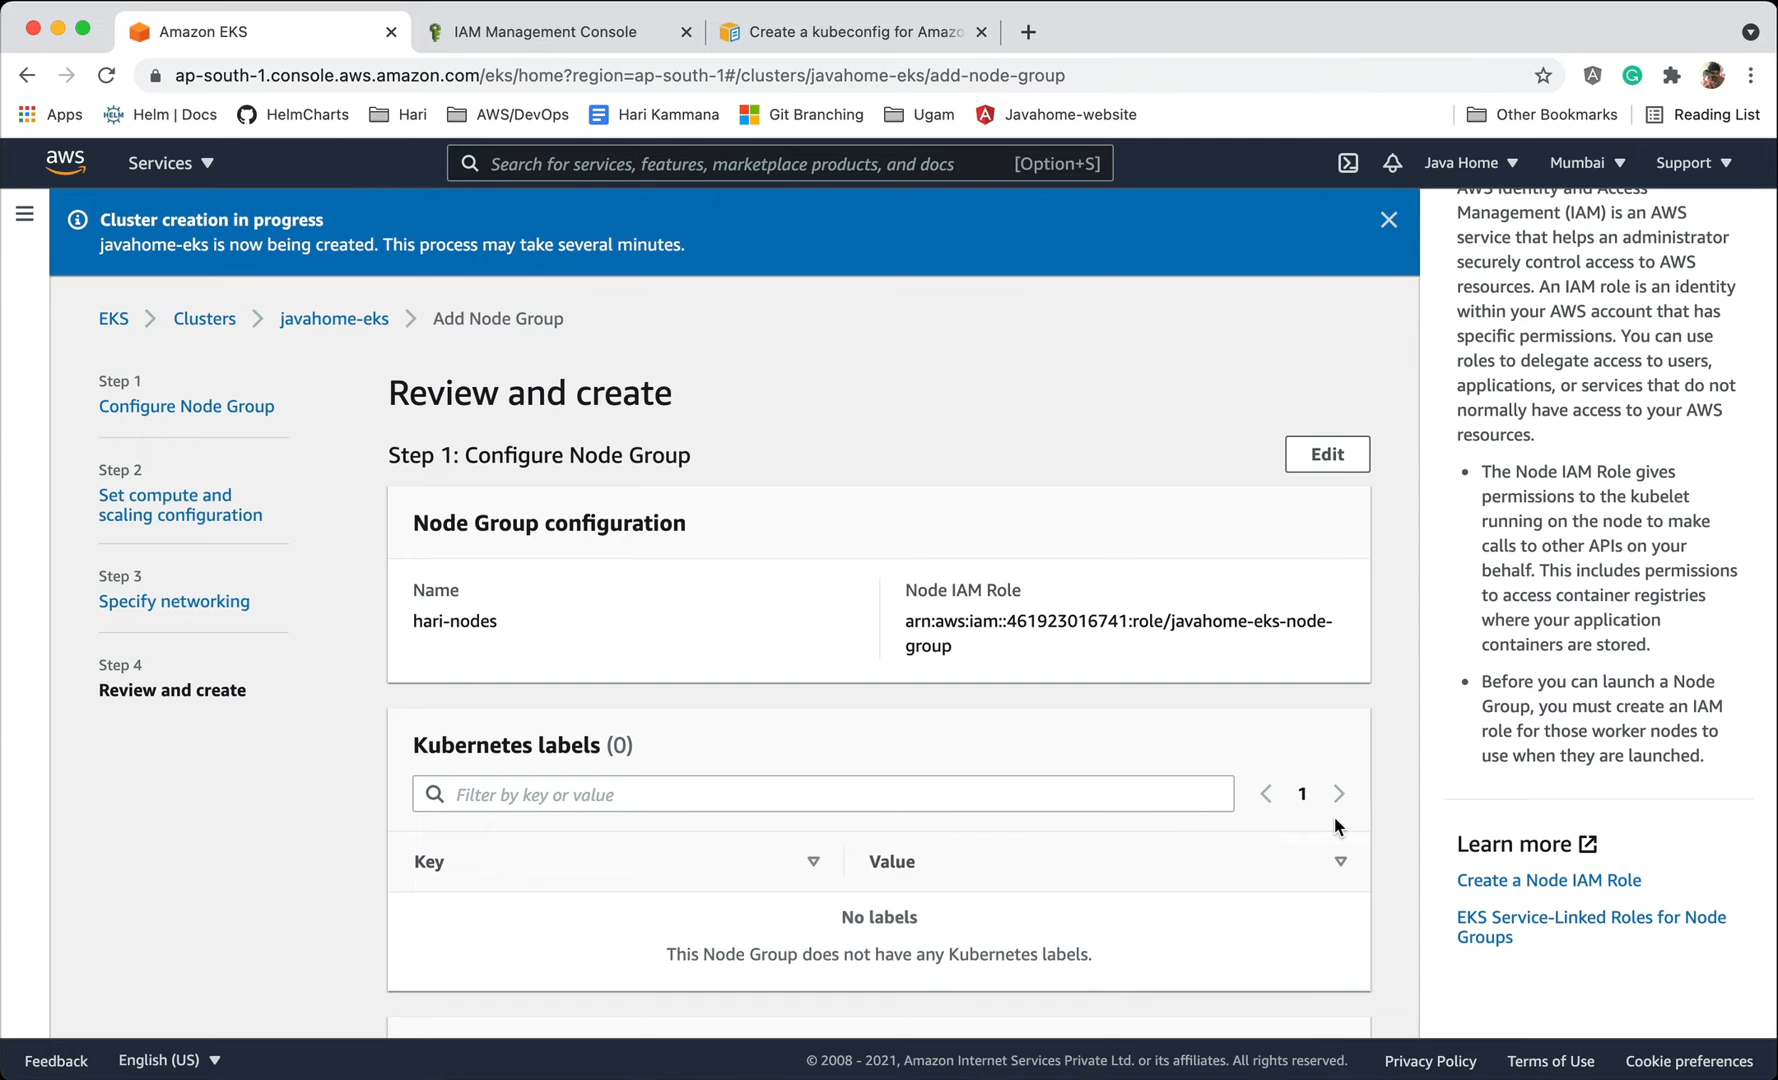 Amazon EKS
IAM Management Console
Create a kubeconfig for Amazo
ap-south-1.console.aws.amazon.com/eks/home?region=ap-south-1#/clusters/javahome-eks/add-node-group
Apps
HELM
Helm | Docs
HelmCharts
Hari
AWS/DevOps
Hari Kammana
Git Branching
Ugam
Javahome-website
Other Bookmarks
Reading List
aws
Services
Search for services, features, marketplace products, and docs
[Option+S]
Java Home
Mumbai
Support
Cluster creation in progress
javahome-eks is now being created. This process may take several minutes.
EKS
Clusters
javahome-eks
Add Node Group
Step 1
Configure Node Group
Step 2
Set compute and
scaling configuration
Step 3
Specify networking
Step 4
Review and create
Review and create
Step 1: Configure Node Group
Edit
Node Group configuration
Name
hari-nodes
Node IAM Role
arn:aws:iam::461923016741:role/javahome-eks-node-
group
Kubernetes labels (0)
Filter by key or value
1
Key
Value
No labels
This Node Group does not have any Kubernetes labels.
AWS Identity and Access
Management (IAM) is an AWS
service that helps an administrator
securely control access to AWS
resources. An IAM role is an identity
within your AWS account that has
specific permissions. You can use
roles to delegate access to users,
applications, or services that do not
normally have access to your AWS
resources.
• The Node IAM Role gives
permissions to the kubelet
running on the node to make
calls to other APIs on your
behalf. This includes permissions
to access container registries
where your application
containers are stored.
• Before you can launch a Node
Group, you must create an IAM
role for those worker nodes to
use when they are launched.
Learn more
Create a Node IAM Role
EKS Service-Linked Roles for Node
Groups
Feedback
English (US)
© 2008 - 2021, Amazon Internet Services Private Ltd. or its affiliates. All rights reserved.
Privacy Policy
Terms of Use
Cookie preferences